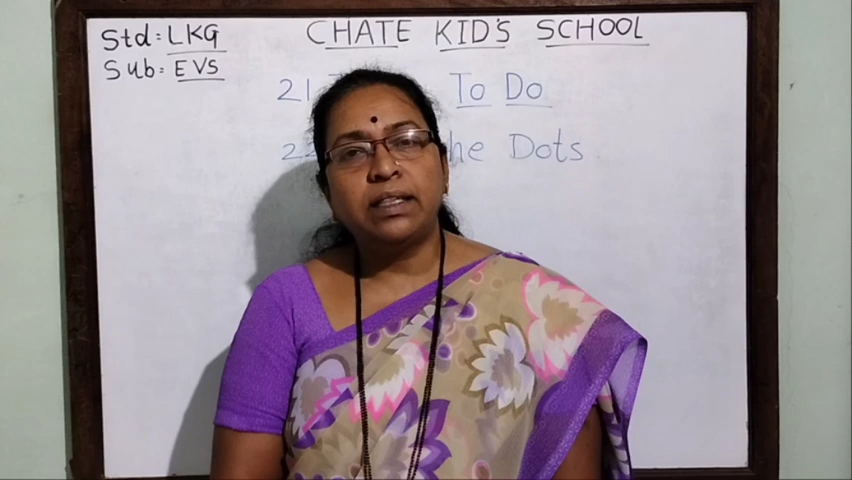 Std: LKG
Sub: EVS
CHATE KID'S SCHOOL
21 To Do
Dots